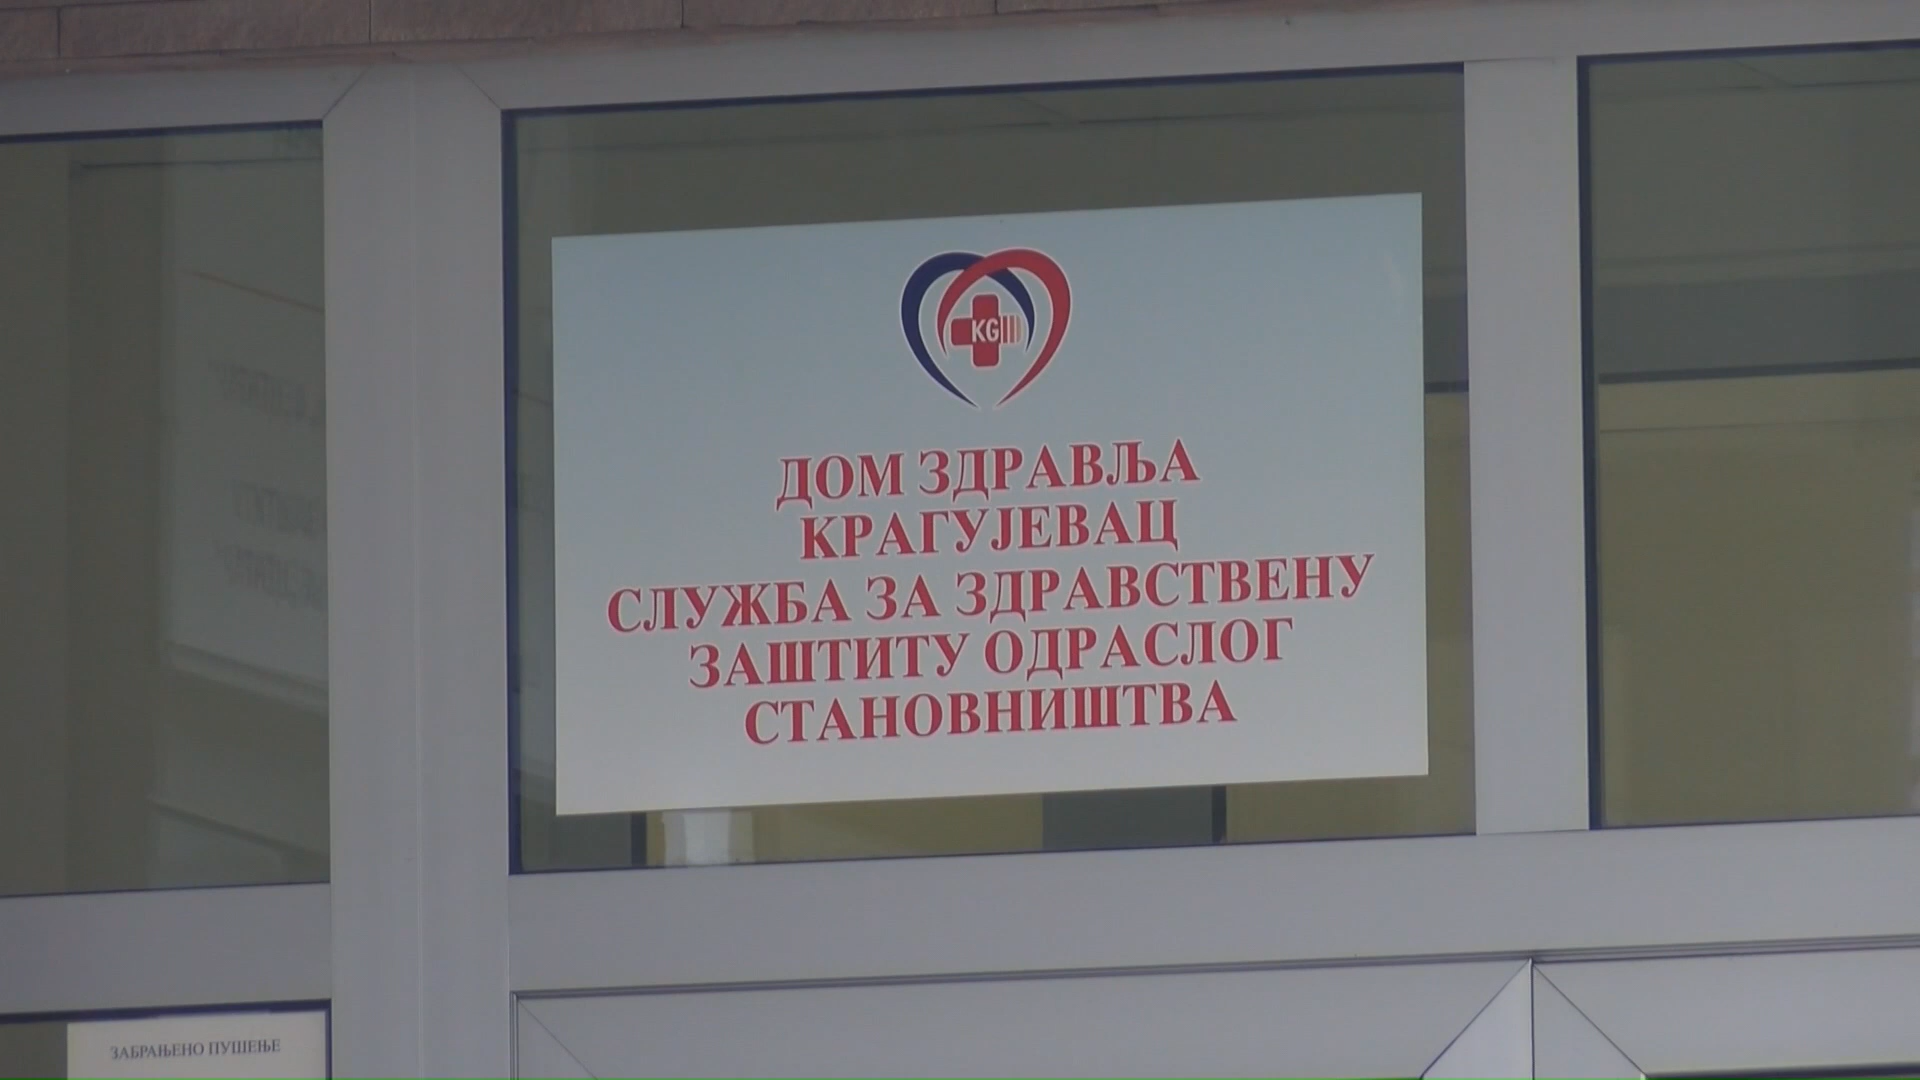 KG
ДОМ ЗДРАВЉА
КРАГУЈЕВАЦ
СЛУЖБА ЗА ЗДРАВСТВЕНУ
ЗАШТИТУ ОДРАСЛОГ
СТАНОВНИШТВА
ЗАБРАЊЕНО ПУШЕЊЕ